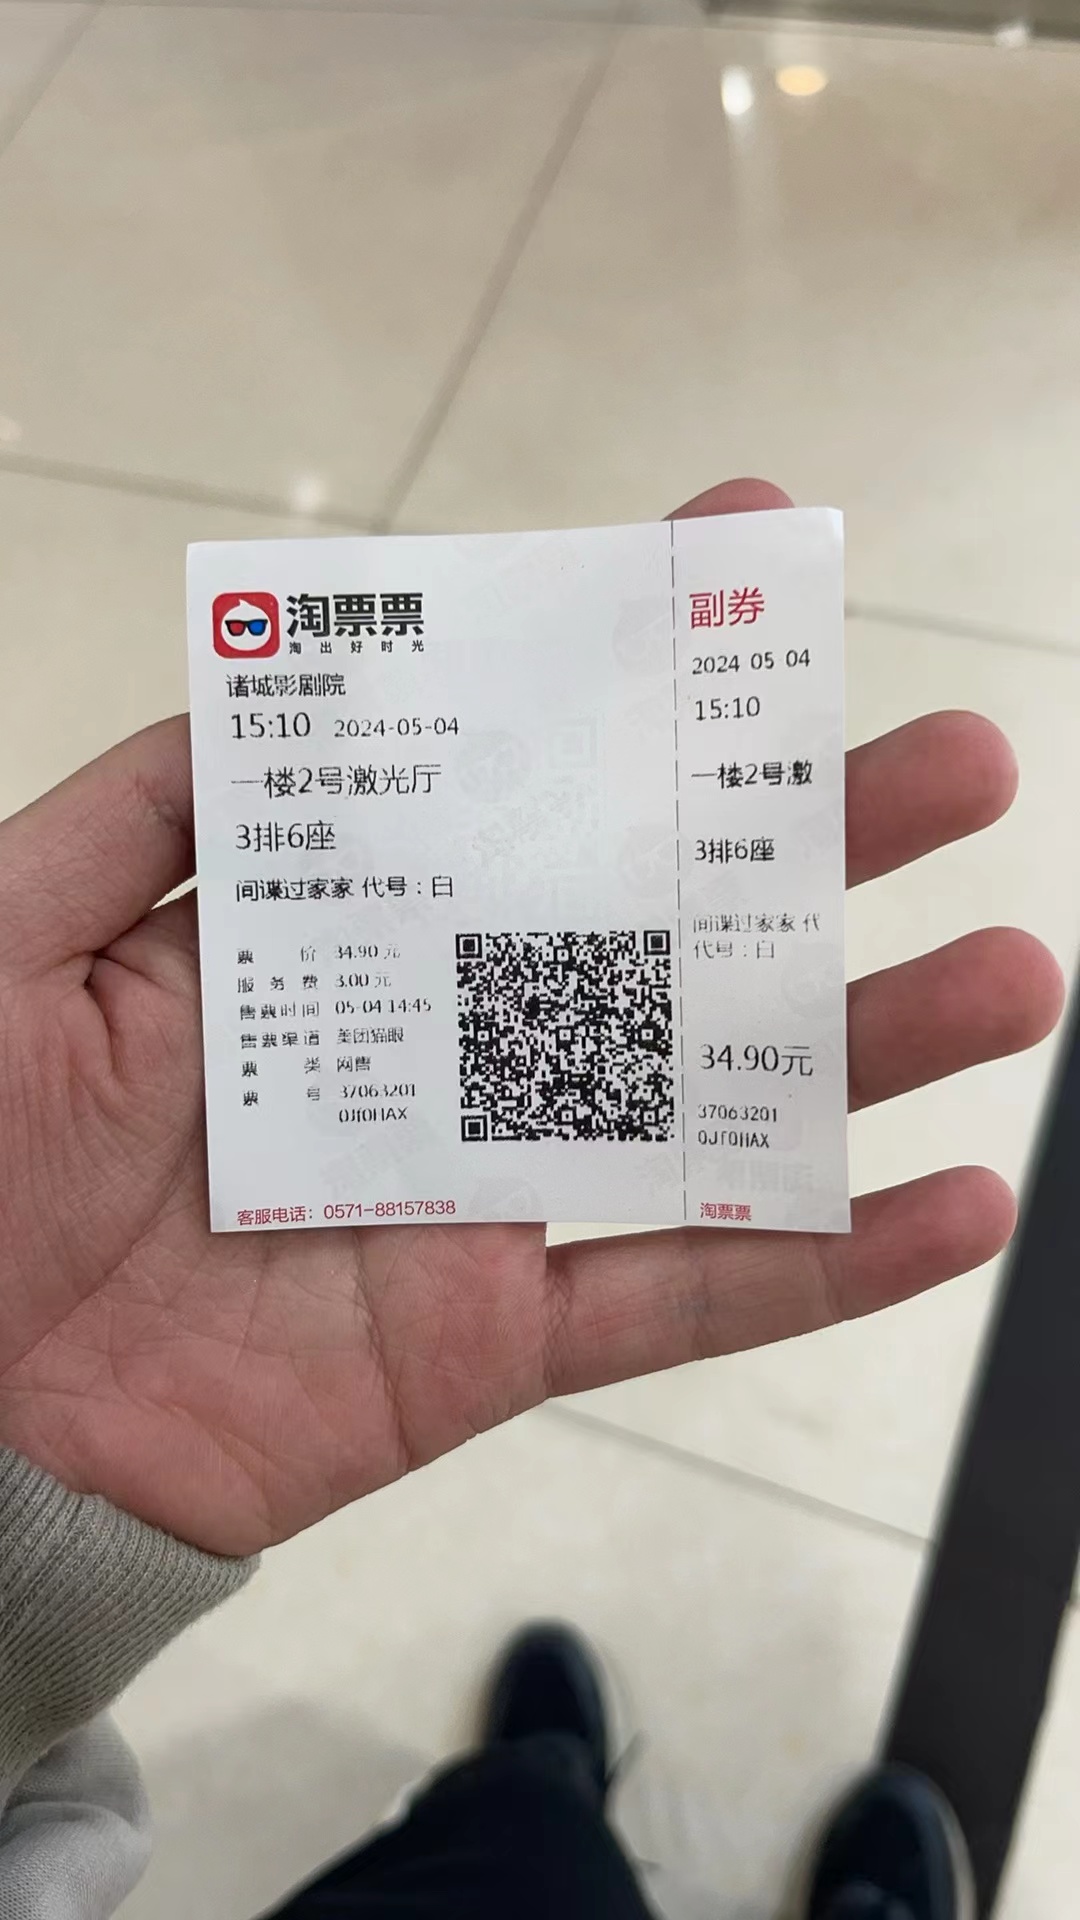 淘票票
淘出好时光
诸城影剧院
15:10 2024-05-04
一楼2号激光厅
3排6座
间谍过家家 代号：白
票价 34.90 元
服务费 3.00 元
售票时间 05-04 14:45
售票渠道 美团猫眼
票类 网售
票号 37063201
0Jf0HAX
客服电话：0571-88157838
副券
2024 05 04
15:10
一楼2号激
3排6座
间谍过家家 代
代号：白
34.90元
37063201
0Jf0HAX
淘票票